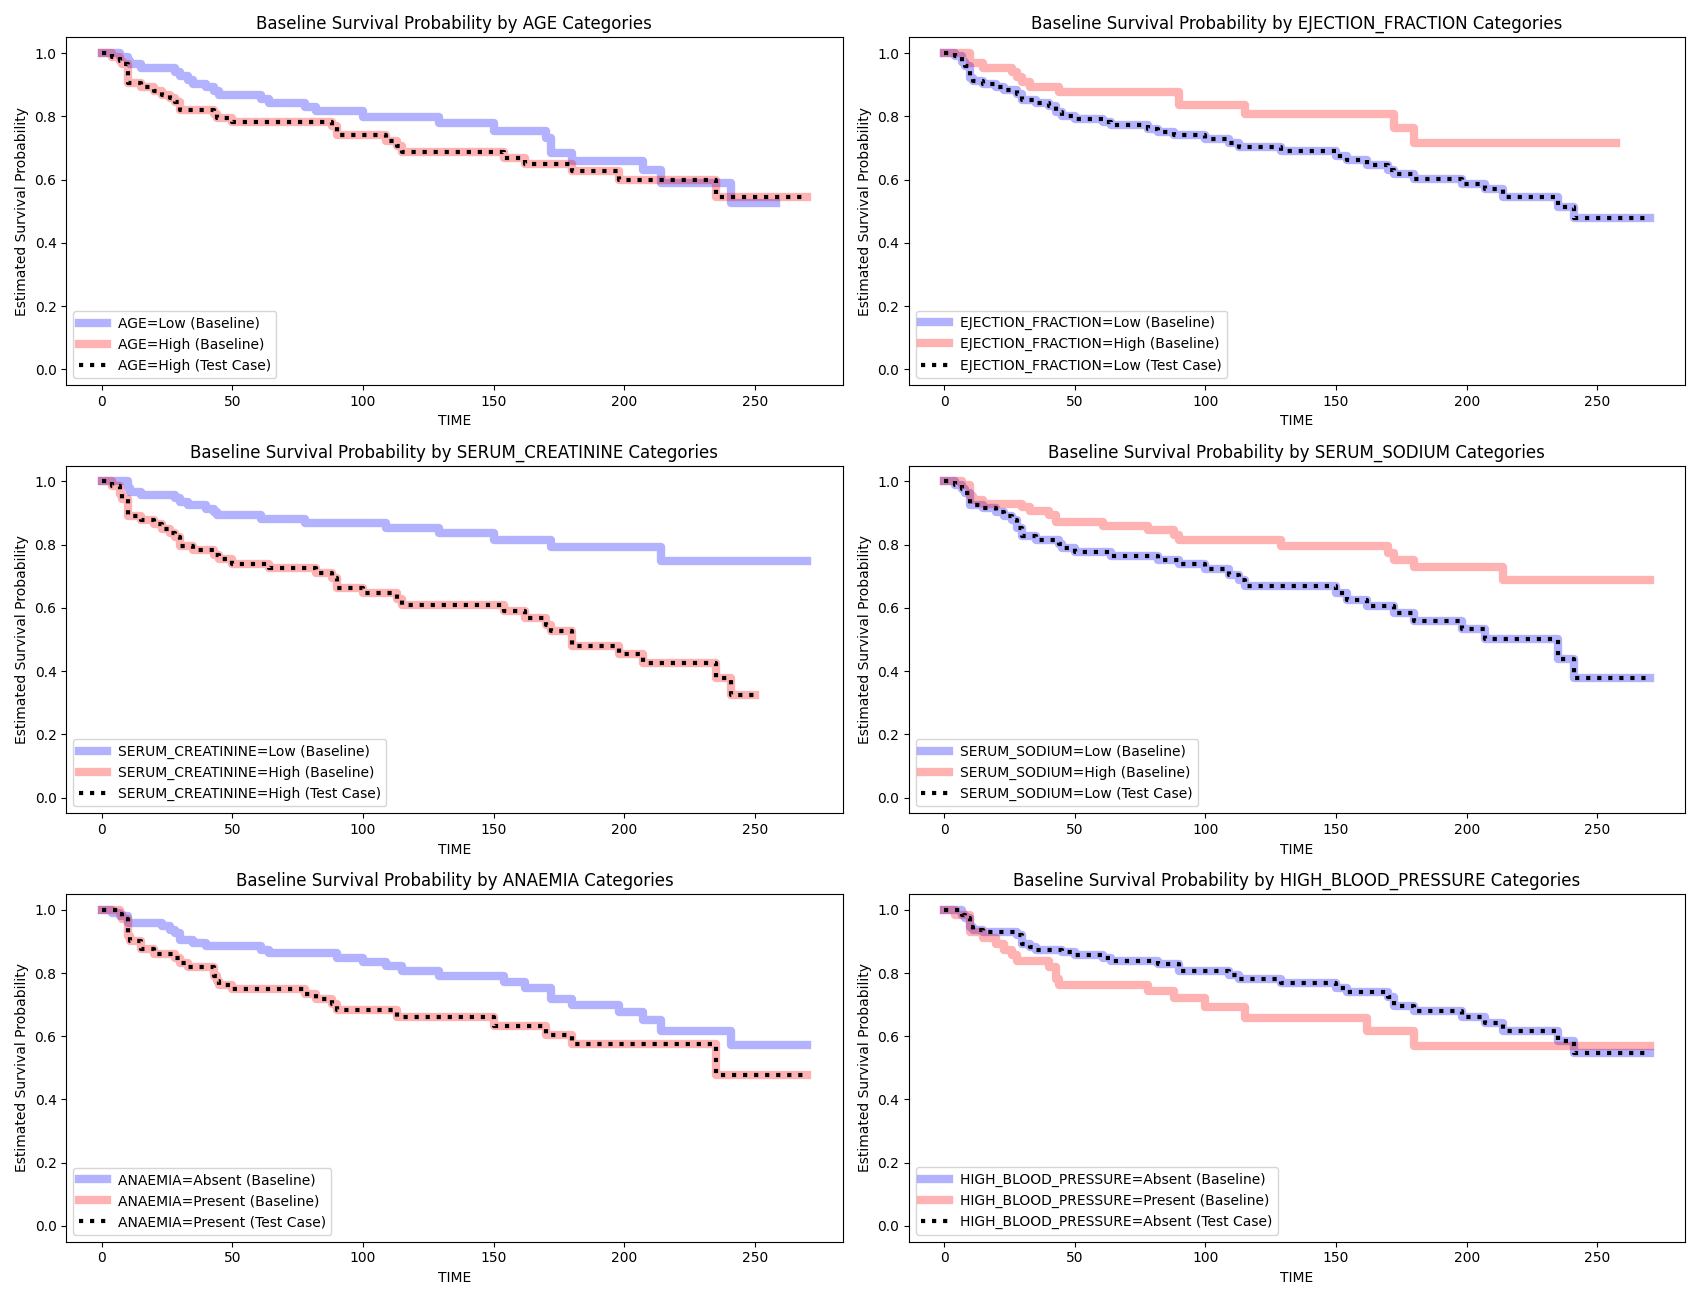 Baseline Survival Probability by AGE Categories
Estimated Survival Probability
1.0
0.8
0.6
0.4
0.2
0.0
AGE=Low (Baseline)
AGE=High (Baseline)
AGE=High (Test Case)
0 50 100 150 200 250
TIME
Baseline Survival Probability by EJECTION_FRACTION Categories
Estimated Survival Probability
1.0
0.8
0.6
0.4
0.2
0.0
EJECTION_FRACTION=Low (Baseline)
EJECTION_FRACTION=High (Baseline)
EJECTION_FRACTION=Low (Test Case)
0 50 100 150 200 250
TIME
Baseline Survival Probability by SERUM_CREATININE Categories
Estimated Survival Probability
1.0
0.8
0.6
0.4
0.2
0.0
SERUM_CREATININE=Low (Baseline)
SERUM_CREATININE=High (Baseline)
SERUM_CREATININE=High (Test Case)
0 50 100 150 200 250
TIME
Baseline Survival Probability by SERUM_SODIUM Categories
Estimated Survival Probability
1.0
0.8
0.6
0.4
0.2
0.0
SERUM_SODIUM=Low (Baseline)
SERUM_SODIUM=High (Baseline)
SERUM_SODIUM=Low (Test Case)
0 50 100 150 200 250
TIME
Baseline Survival Probability by ANAEMIA Categories
Estimated Survival Probability
1.0
0.8
0.6
0.4
0.2
0.0
ANAEMIA=Absent (Baseline)
ANAEMIA=Present (Baseline)
ANAEMIA=Present (Test Case)
0 50 100 150 200 250
TIME
Baseline Survival Probability by HIGH_BLOOD_PRESSURE Categories
Estimated Survival Probability
1.0
0.8
0.6
0.4
0.2
0.0
HIGH_BLOOD_PRESSURE=Absent (Baseline)
HIGH_BLOOD_PRESSURE=Present (Baseline)
HIGH_BLOOD_PRESSURE=Absent (Test Case)
0 50 100 150 200 250
TIME